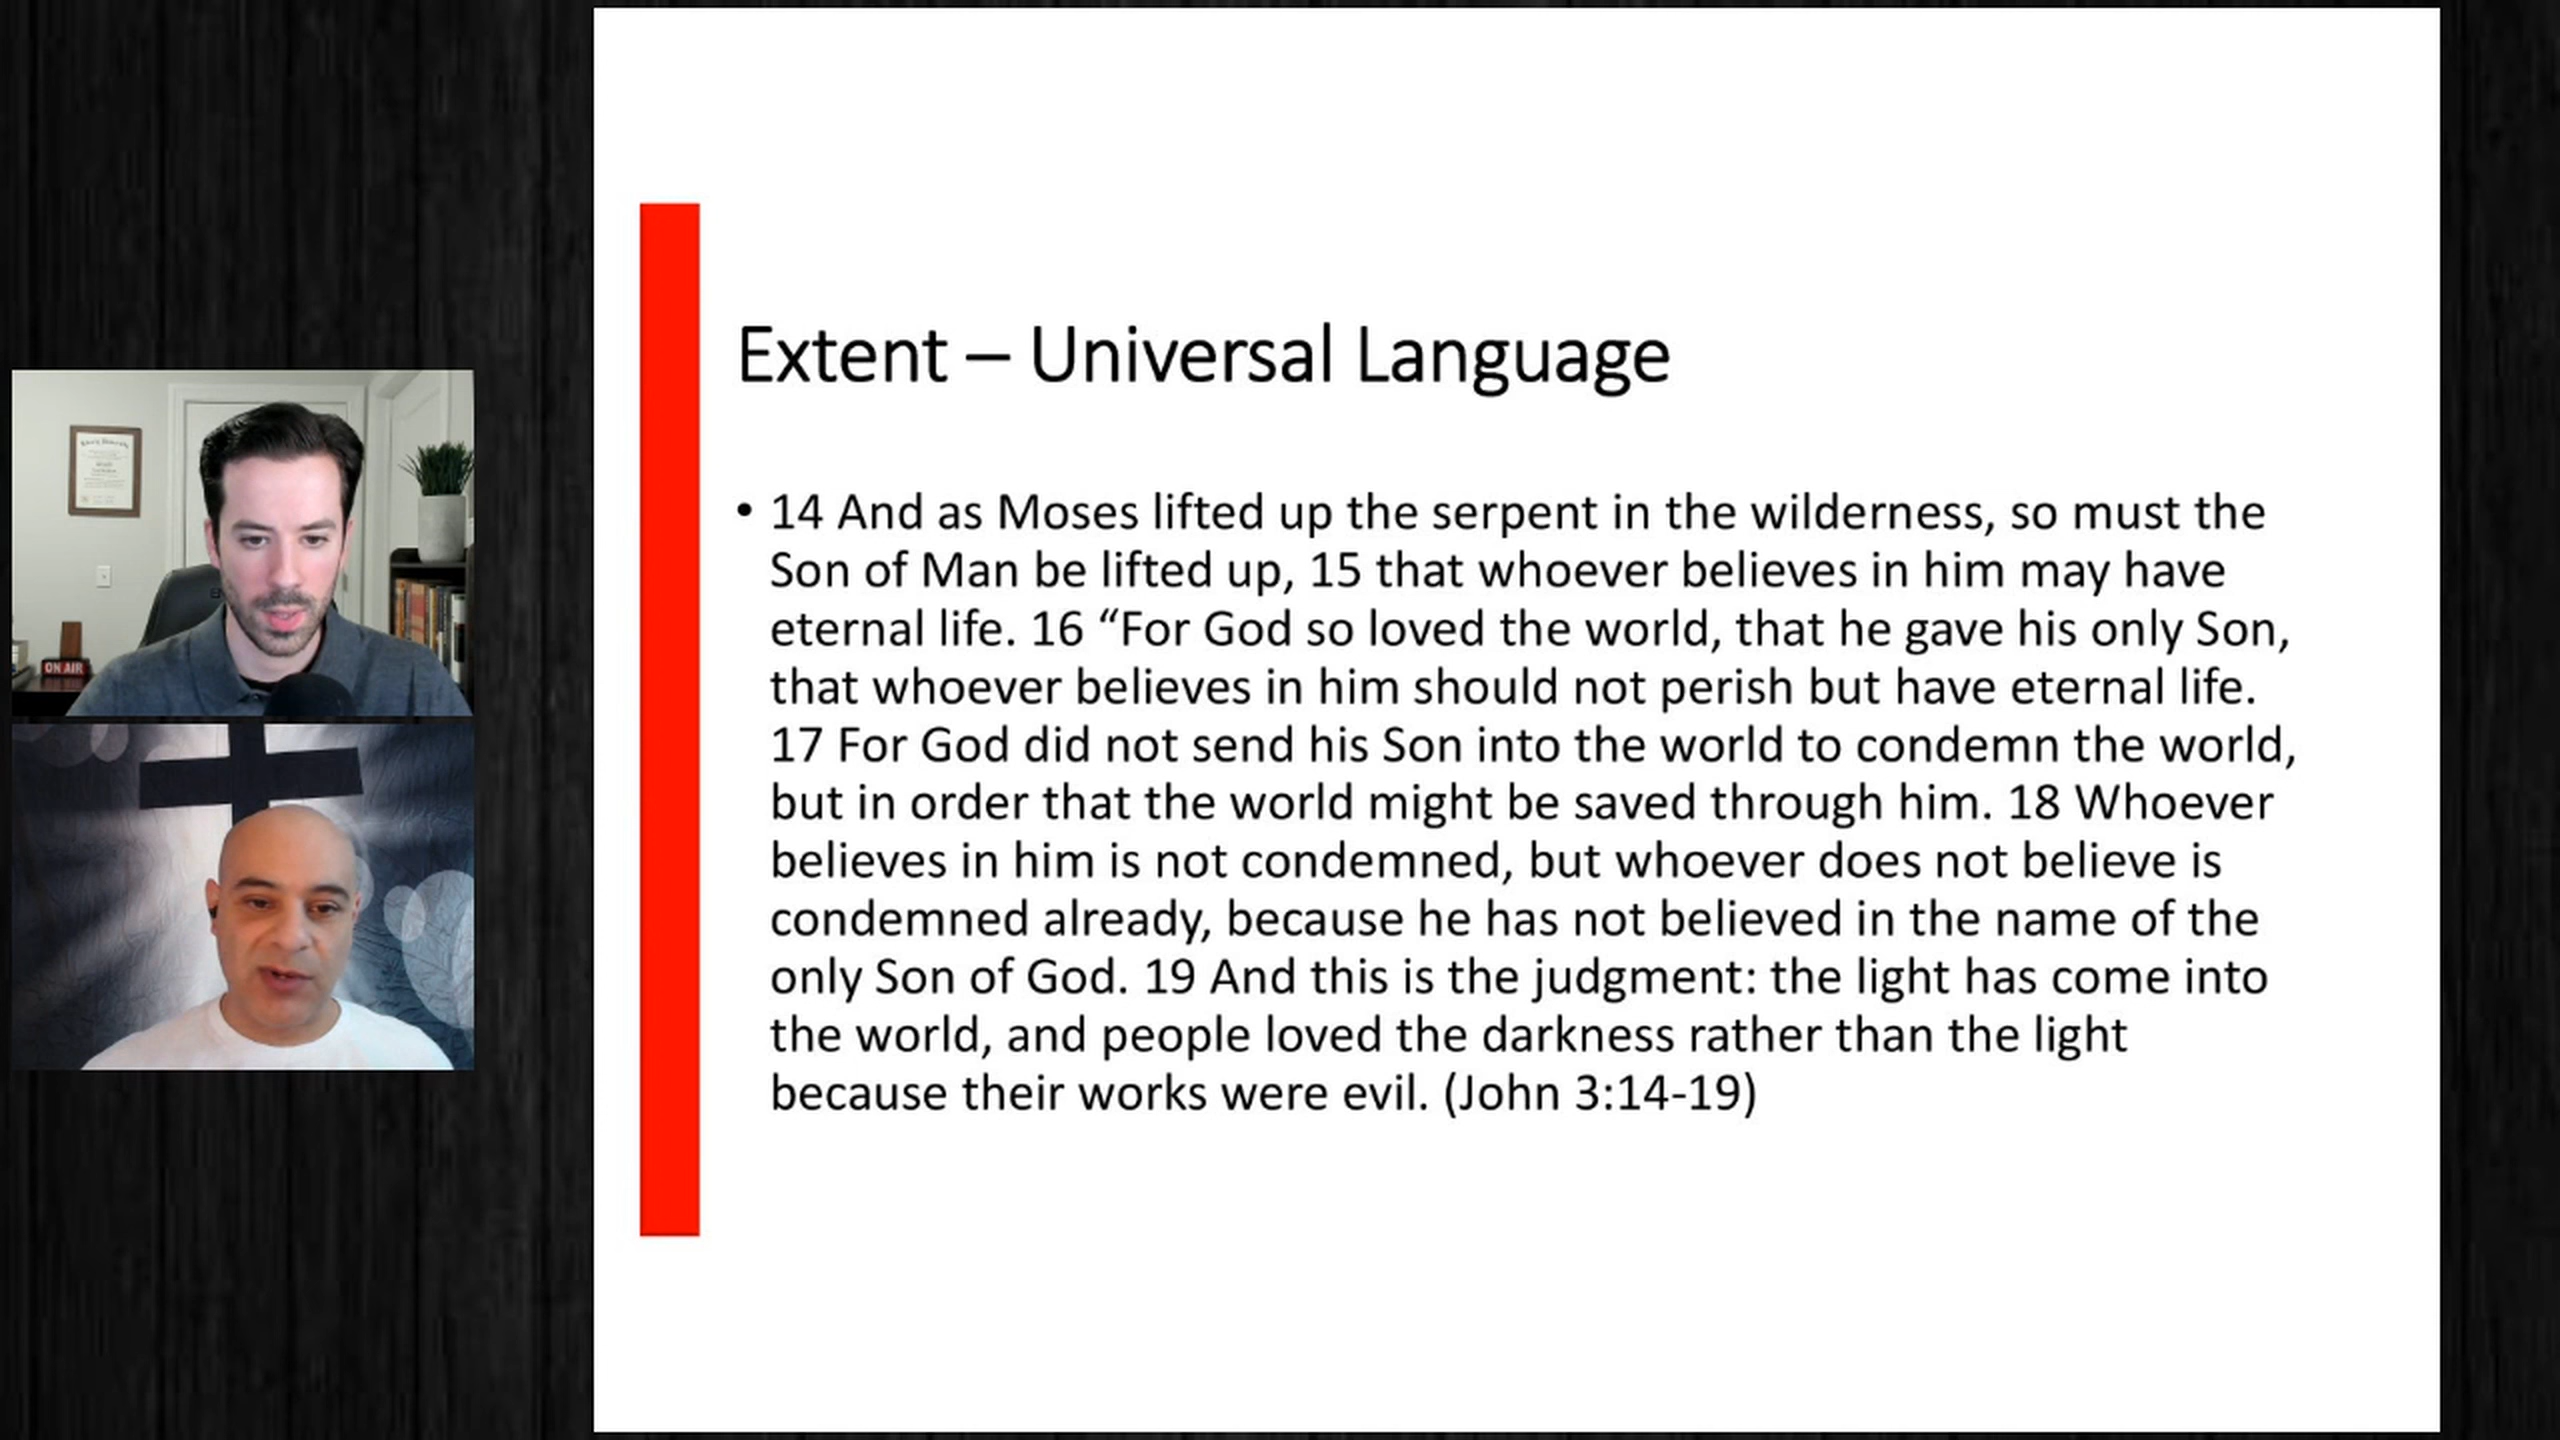 Extent – Universal Language
• 14 And as Moses lifted up the serpent in the wilderness, so must the
Son of Man be lifted up, 15 that whoever believes in him may have
eternal life. 16 “For God so loved the world, that he gave his only Son,
that whoever believes in him should not perish but have eternal life.
17 For God did not send his Son into the world to condemn the world,
but in order that the world might be saved through him. 18 Whoever
believes in him is not condemned, but whoever does not believe is
condemned already, because he has not believed in the name of the
only Son of God. 19 And this is the judgment: the light has come into
the world, and people loved the darkness rather than the light
because their works were evil. (John 3:14-19)
ON AIR